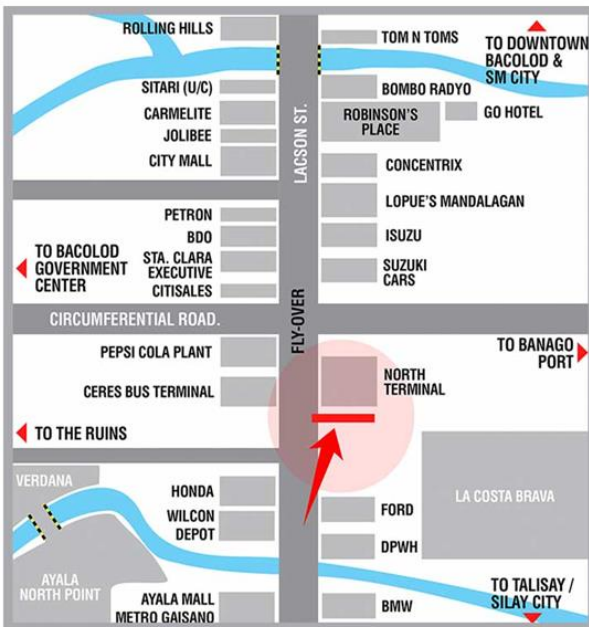 ROLLING HILLS
TOM N TOMS
TO DOWNTOWN
BACOLOD &
SM CITY
SITARI (U/C)
BOMBO RADYO
CARMELITE
ROBINSON'S
PLACE
GO HOTEL
JOLIBEE
CITY MALL
LACSON ST.
CONCENTRIX
LOPUE'S MANDALAGAN
PETRON
BDO
ISUZU
TO BACOLOD
GOVERNMENT
CENTER
STA. CLARA
EXECUTIVE
SUZUKI
CARS
CITISALES
CIRCUMFERENTIAL ROAD.
FLY-OVER
PEPSI COLA PLANT
TO BANAGO
PORT
CERES BUS TERMINAL
NORTH
TERMINAL
TO THE RUINS
VERDANA
HONDA
LA COSTA BRAVA
WILCON
DEPOT
FORD
DPWH
AYALA
NORTH POINT
TO TALISAY /
SILAY CITY
AYALA MALL
METRO GAISANO
BMW